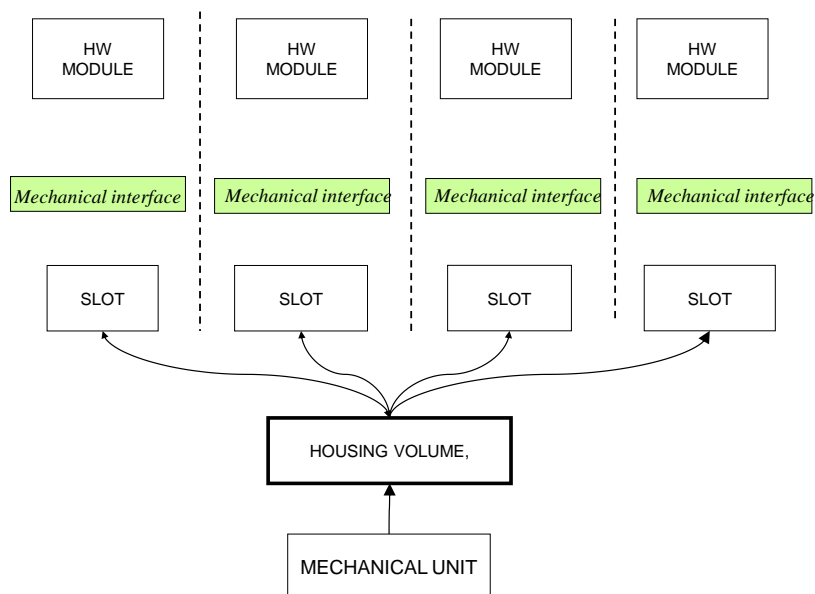 HW
MODULE
HW
MODULE
HW
MODULE
HW
MODULE
Mechanical interface
Mechanical interface
Mechanical interface
Mechanical interface
SLOT
SLOT
SLOT
SLOT
HOUSING VOLUME,
MECHANICAL UNIT